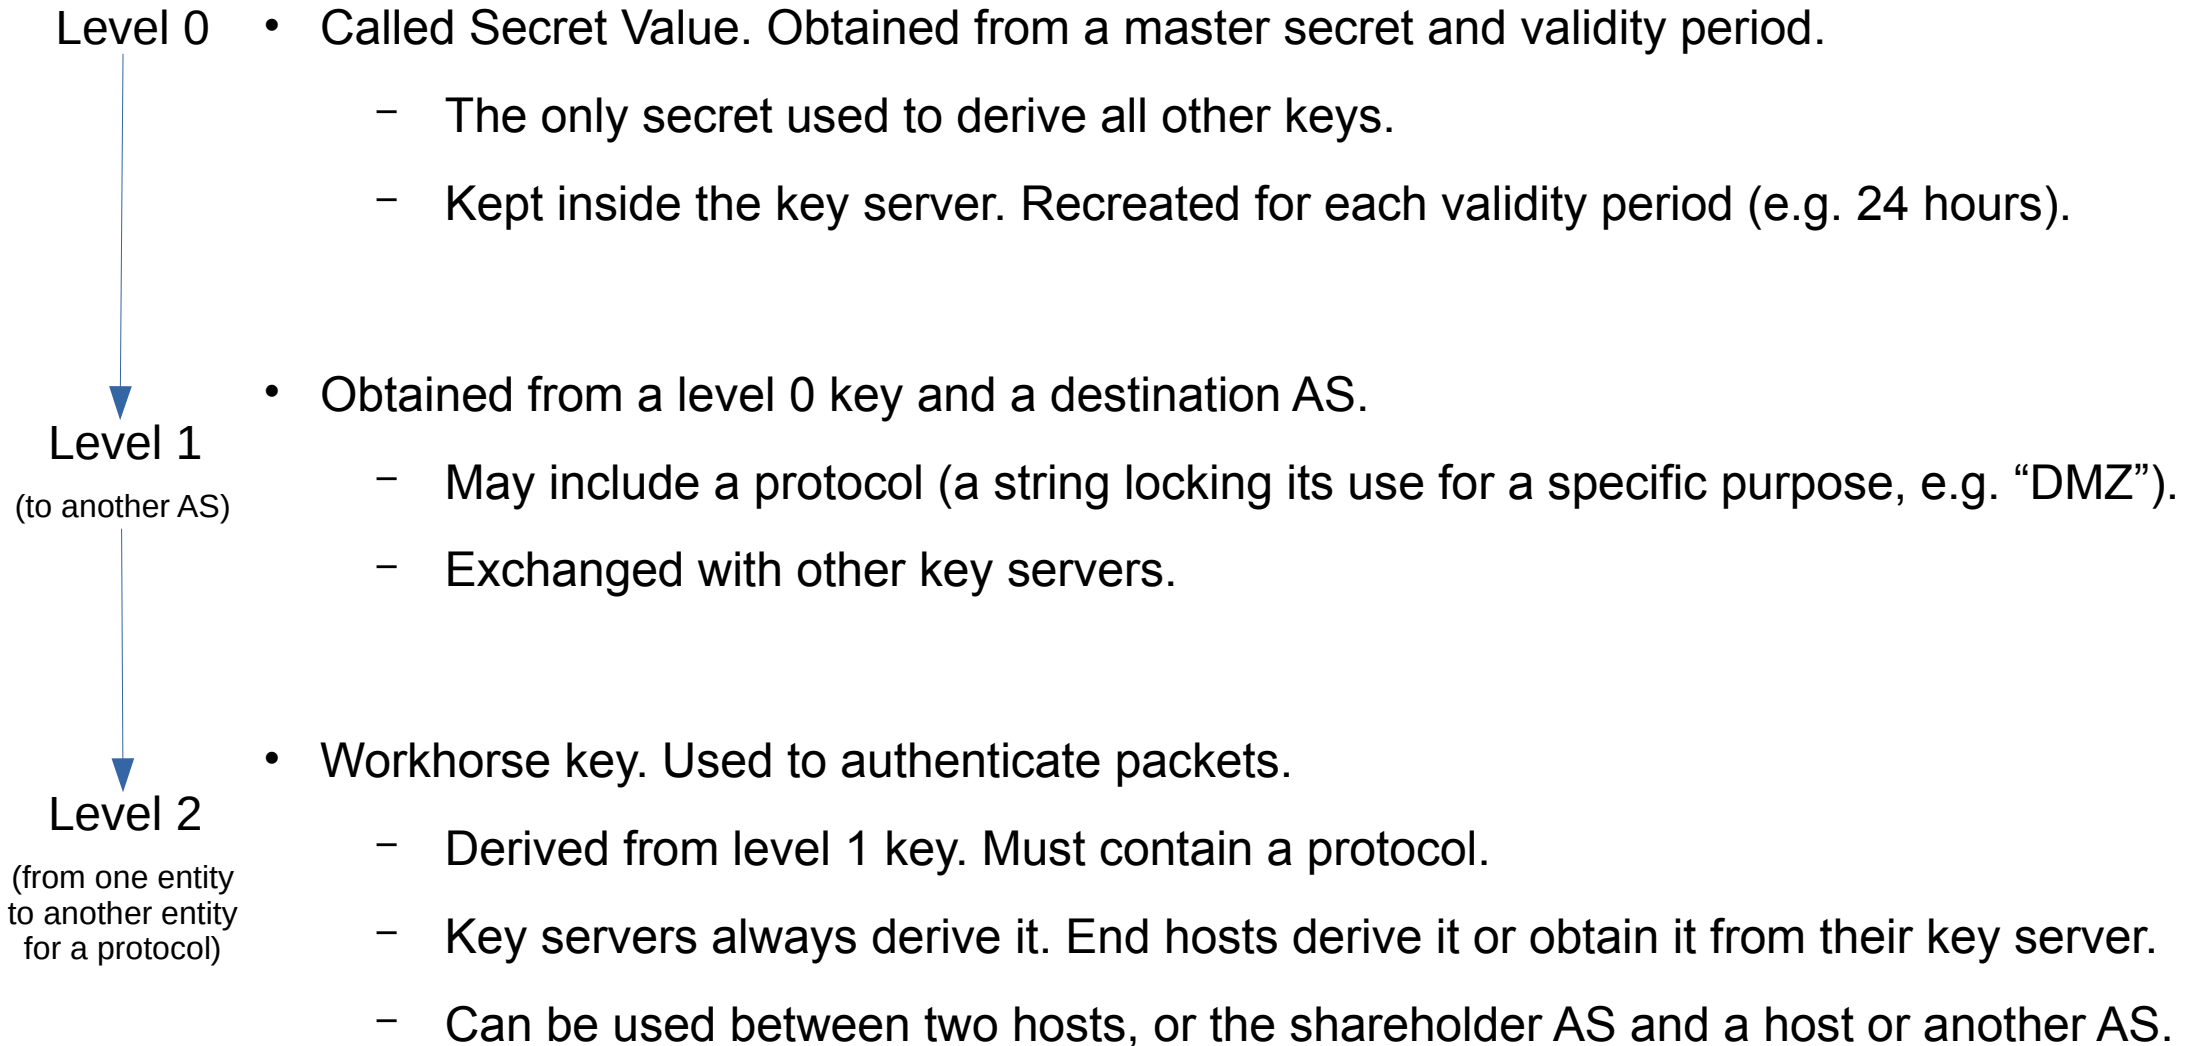 Level 0
• Called Secret Value. Obtained from a master secret and validity period.
– The only secret used to derive all other keys.
– Kept inside the key server. Recreated for each validity period (e.g. 24 hours).
Level 1
(to another AS)
• Obtained from a level 0 key and a destination AS.
– May include a protocol (a string locking its use for a specific purpose, e.g. “DMZ”).
– Exchanged with other key servers.
Level 2
(from one entity
to another entity
for a protocol)
• Workhorse key. Used to authenticate packets.
– Derived from level 1 key. Must contain a protocol.
– Key servers always derive it. End hosts derive it or obtain it from their key server.
– Can be used between two hosts, or the shareholder AS and a host or another AS.